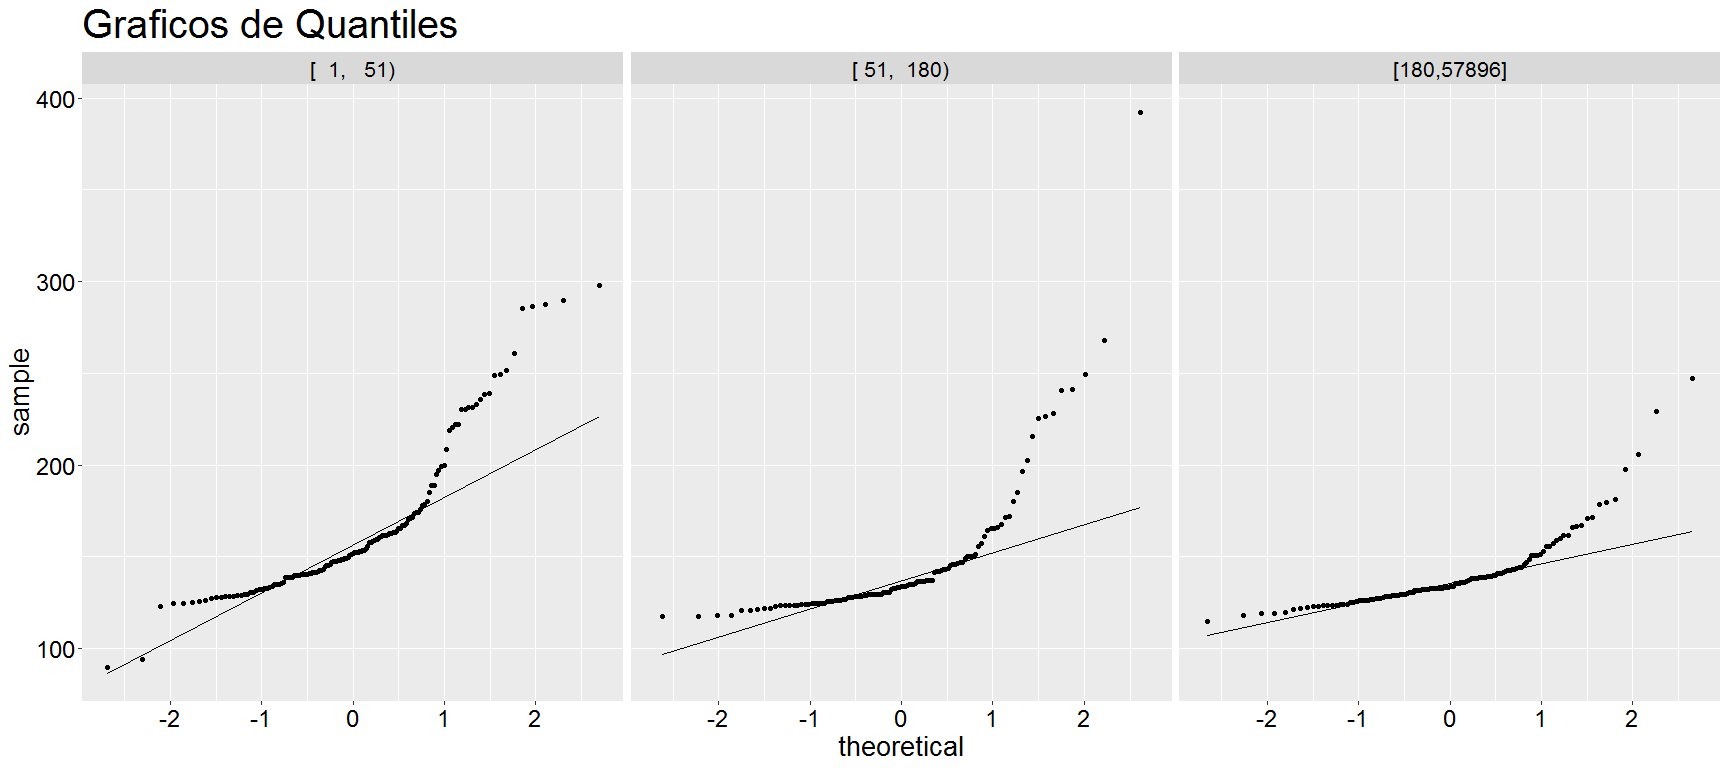 Graficos de Quantiles
[  1,   51)
[ 51,  180)
[180,57896]
400
300
200
100
sample
-2 -1 0 1 2
-2 -1 0 1 2
-2 -1 0 1 2
theoretical